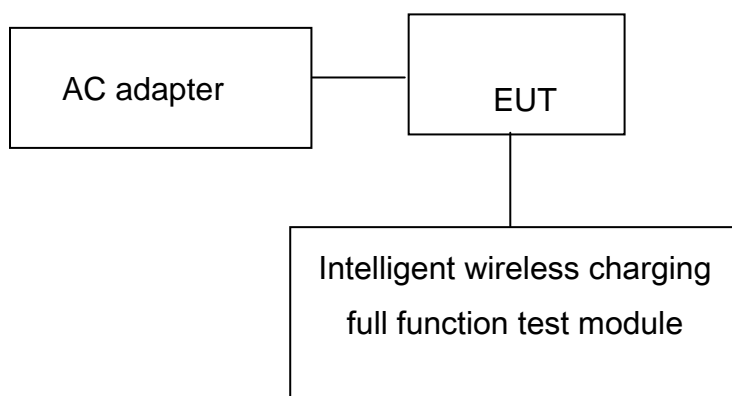 AC adapter
EUT
Intelligent wireless charging
full function test module